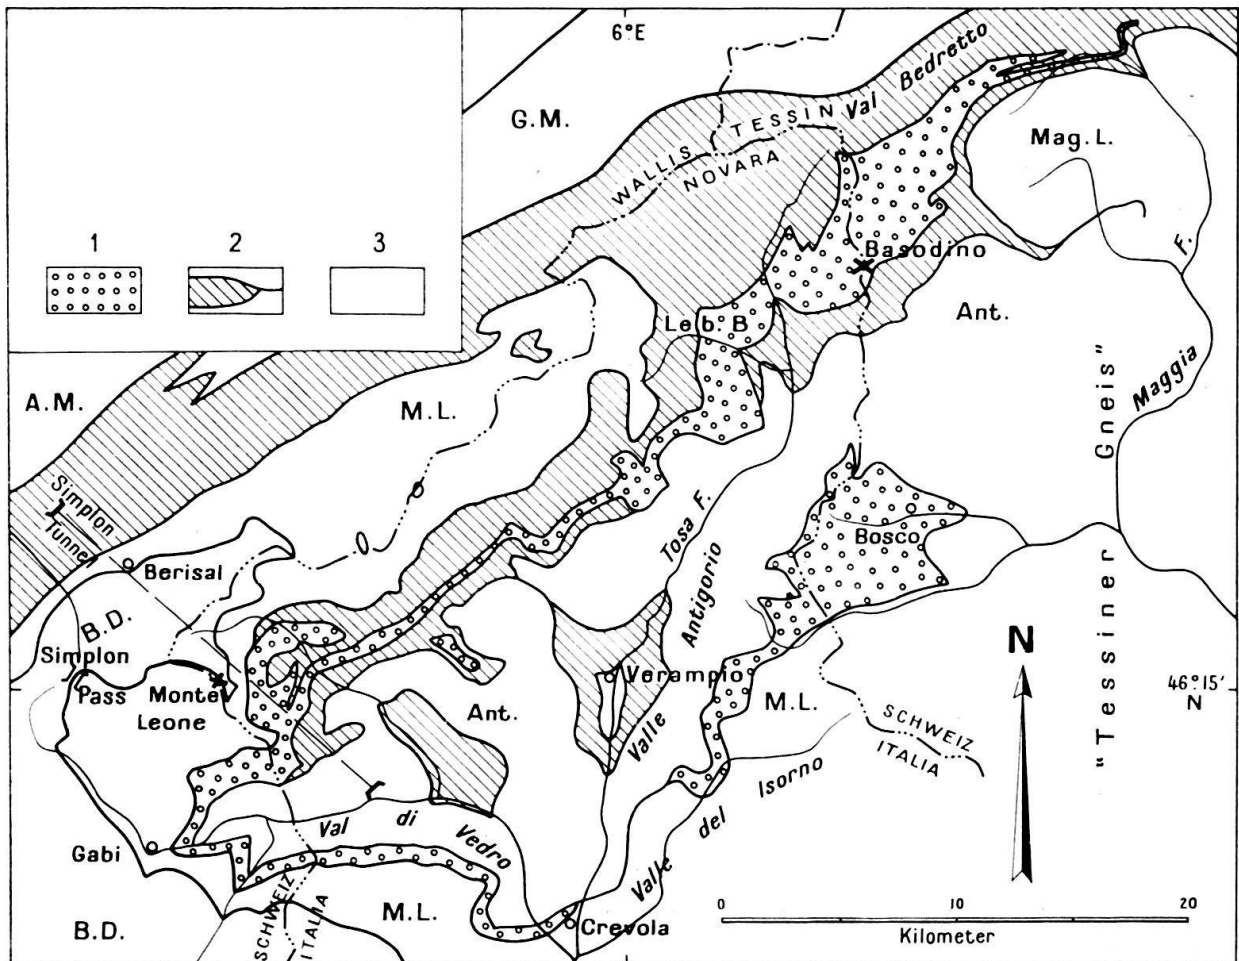 6°E
G.M.
WALLIS TESSIN
NOVARA
Val Bedretto
Mag. L.
1 2 3
Basodino
F.
Leb. B
Ant.
A.M.
M.L.
Maggia
"Tessiner Gneis"
Simplon
Tunnel
Berisal
Tosa F.
Bosco
B.D.
Simplon
Pass
Monte
Leone
Antigorio
Verampio
Valle
N
46°15'
N
Ant.
M.L.
SCHWEIZ
ITALIA
Isorno
Val di Vedro
Gabi
del
Valle
B.D.
SCHWEIZ
ITALIA
M.L.
Crevola
0 10 20
Kilometer